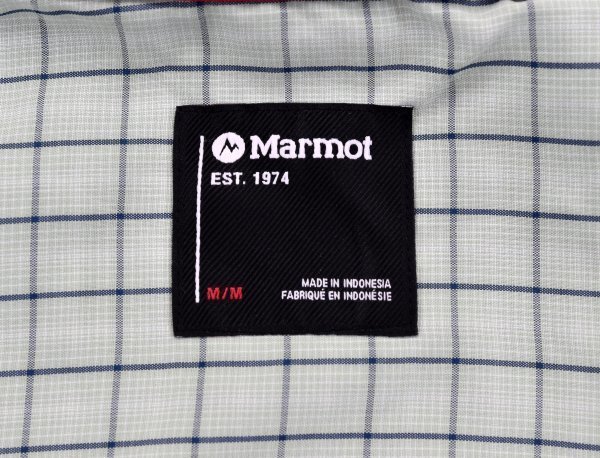 Marmot
EST. 1974
M/M
MADE IN INDONESIA
FABRIQUÉ EN INDONÉSIE